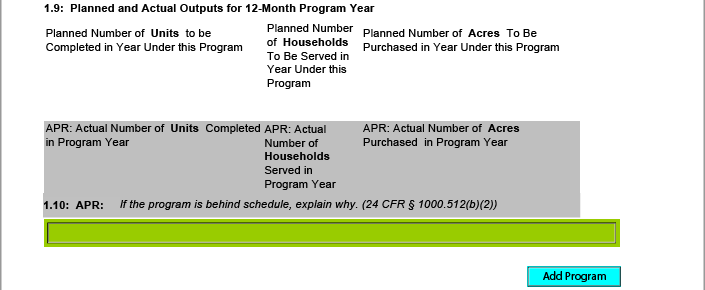 1.9: Planned and Actual Outputs for 12-Month Program Year
Planned Number of Units to be
Completed in Year Under this Program
Planned Number
of Households
To Be Served in
Year Under this
Program
Planned Number of Acres To Be
Purchased in Year Under this Program
APR: Actual Number of Units Completed
in Program Year
APR: Actual
Number of
Households
Served in
Program Year
APR: Actual Number of Acres
Purchased in Program Year
1.10: APR: If the program is behind schedule, explain why. (24 CFR § 1000.512(b)(2))
Add Program